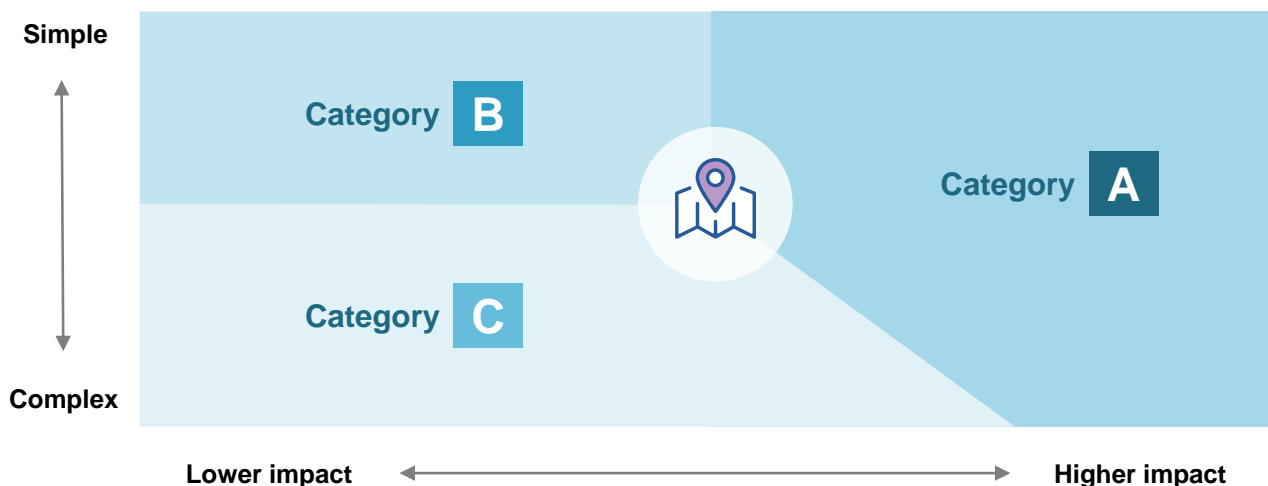 Simple
Category B
Category A
Category C
Complex
Lower impact
Higher impact